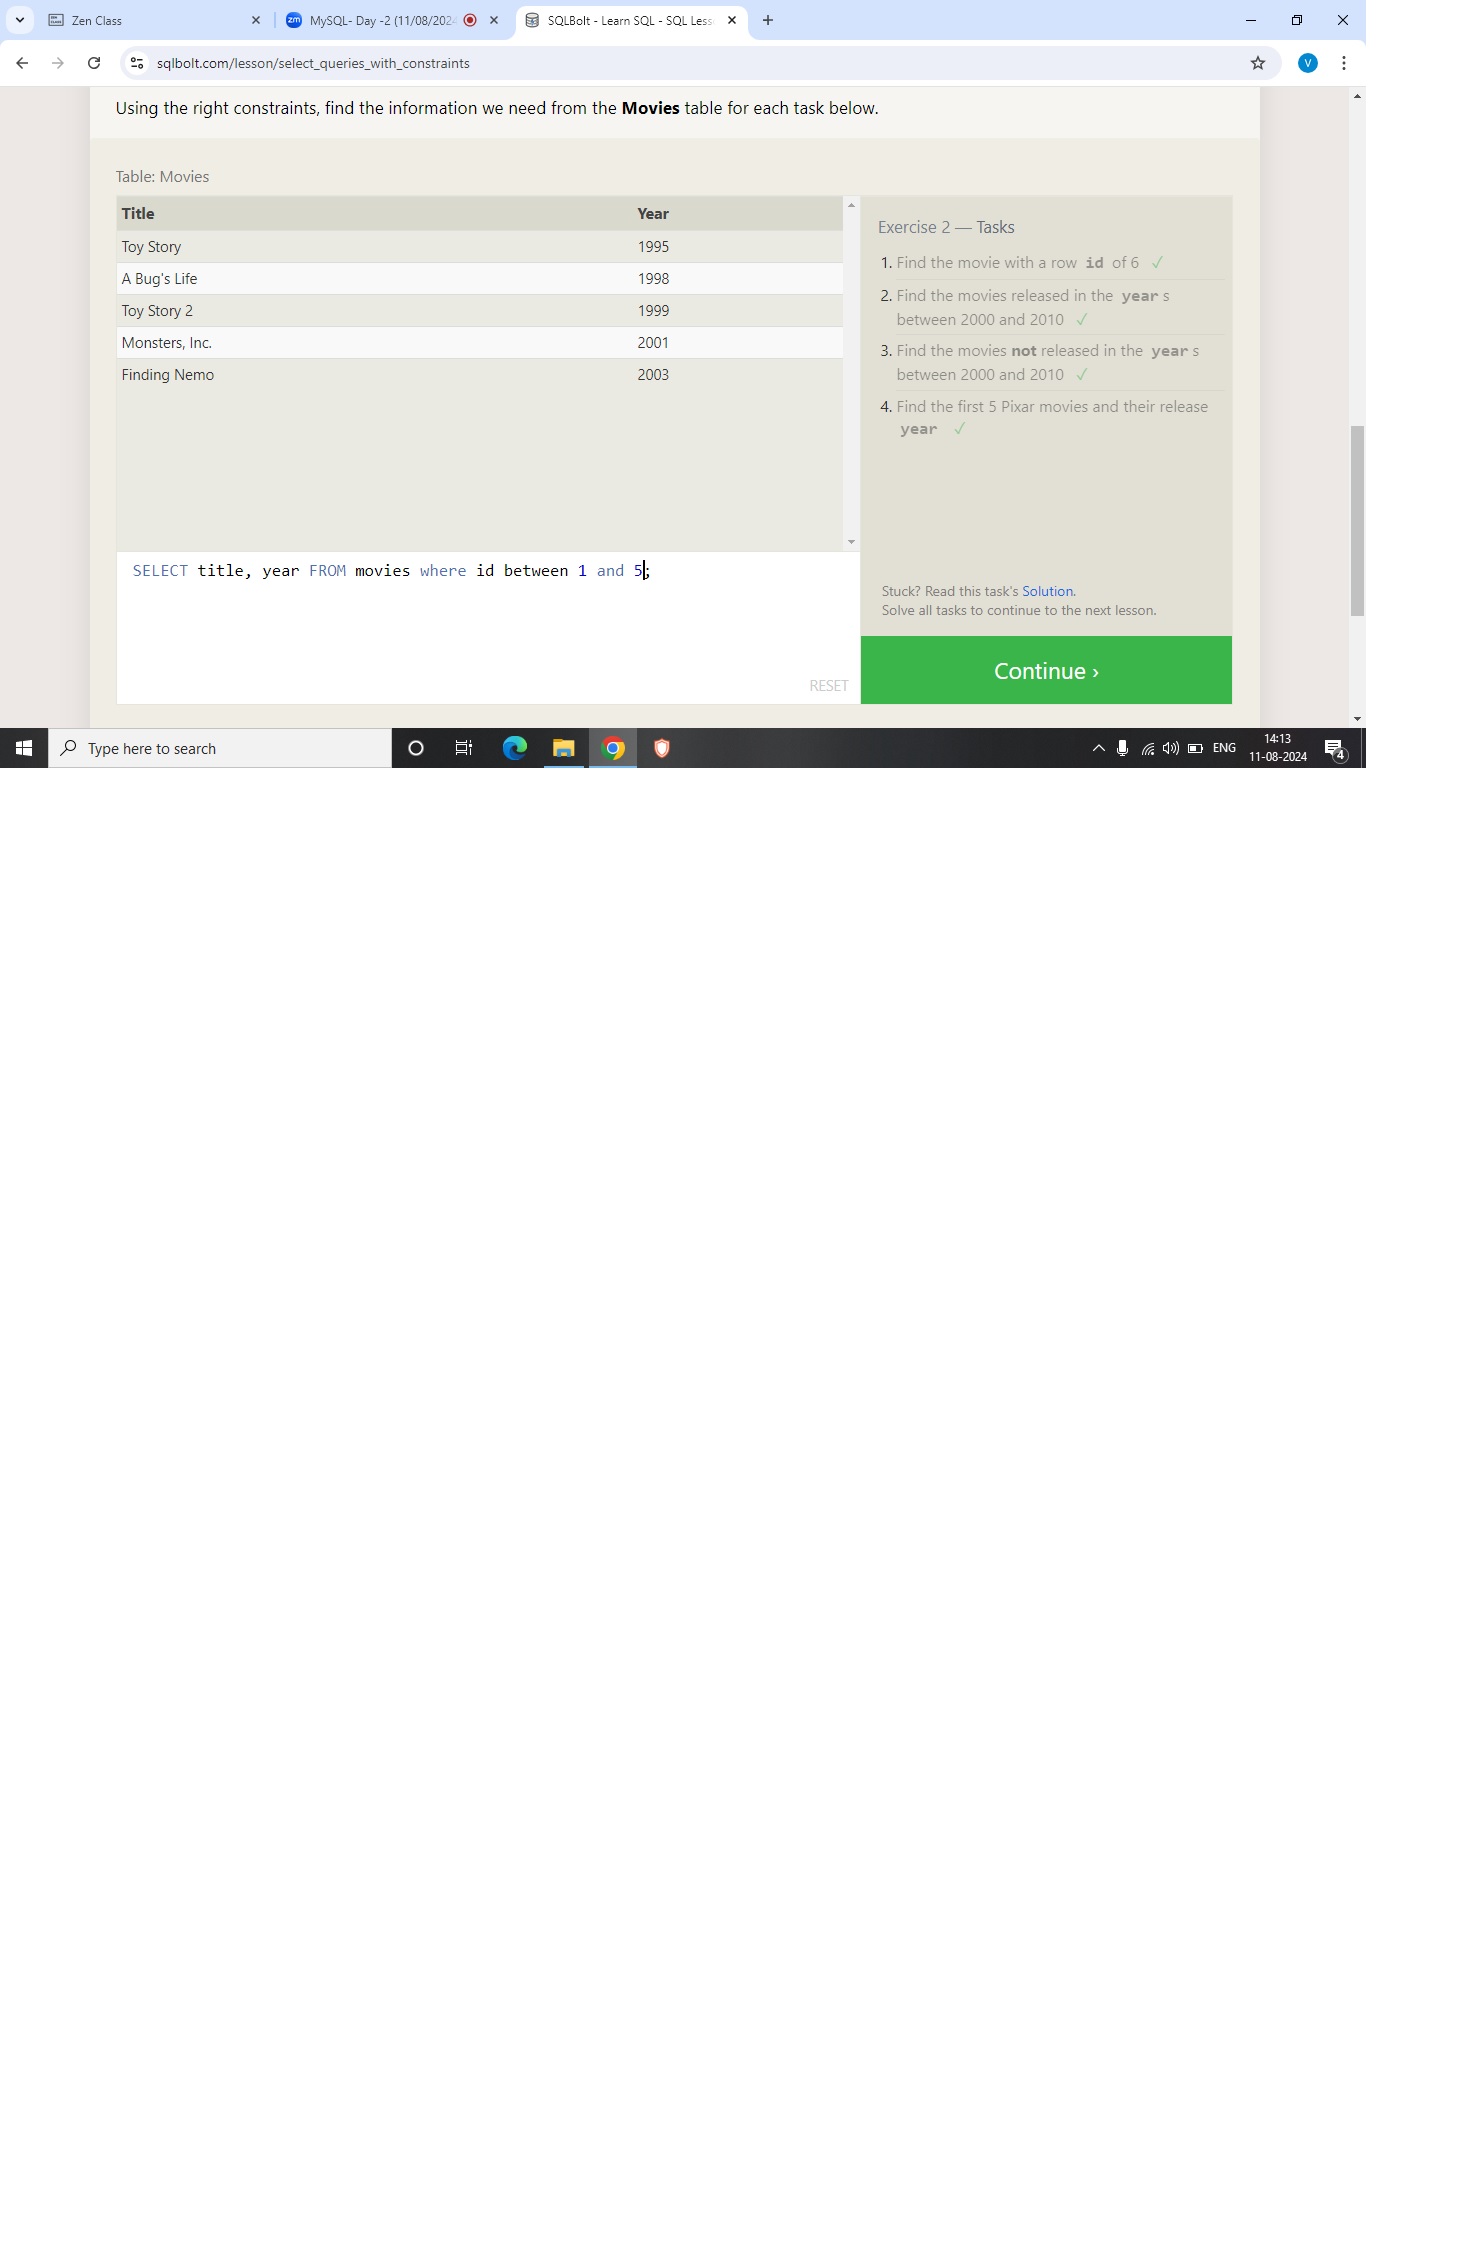 Zen Class
zm MySQL- Day -2 (11/08/2024
SQLBolt - Learn SQL - SQL Less
sqlbolt.com/lesson/select_queries_with_constraints
V
Using the right constraints, find the information we need from the Movies table for each task below.
Table: Movies
Title Year
Toy Story 1995
A Bug's Life 1998
Toy Story 2 1999
Monsters, Inc. 2001
Finding Nemo 2003
SELECT title, year FROM movies where id between 1 and 5;
RESET
Exercise 2 — Tasks
1. Find the movie with a row id of 6 ✓
2. Find the movies released in the year s
between 2000 and 2010 ✓
3. Find the movies not released in the year s
between 2000 and 2010 ✓
4. Find the first 5 Pixar movies and their release
year ✓
Stuck? Read this task's Solution.
Solve all tasks to continue to the next lesson.
Continue ›
Type here to search
ENG
14:13
11-08-2024
4